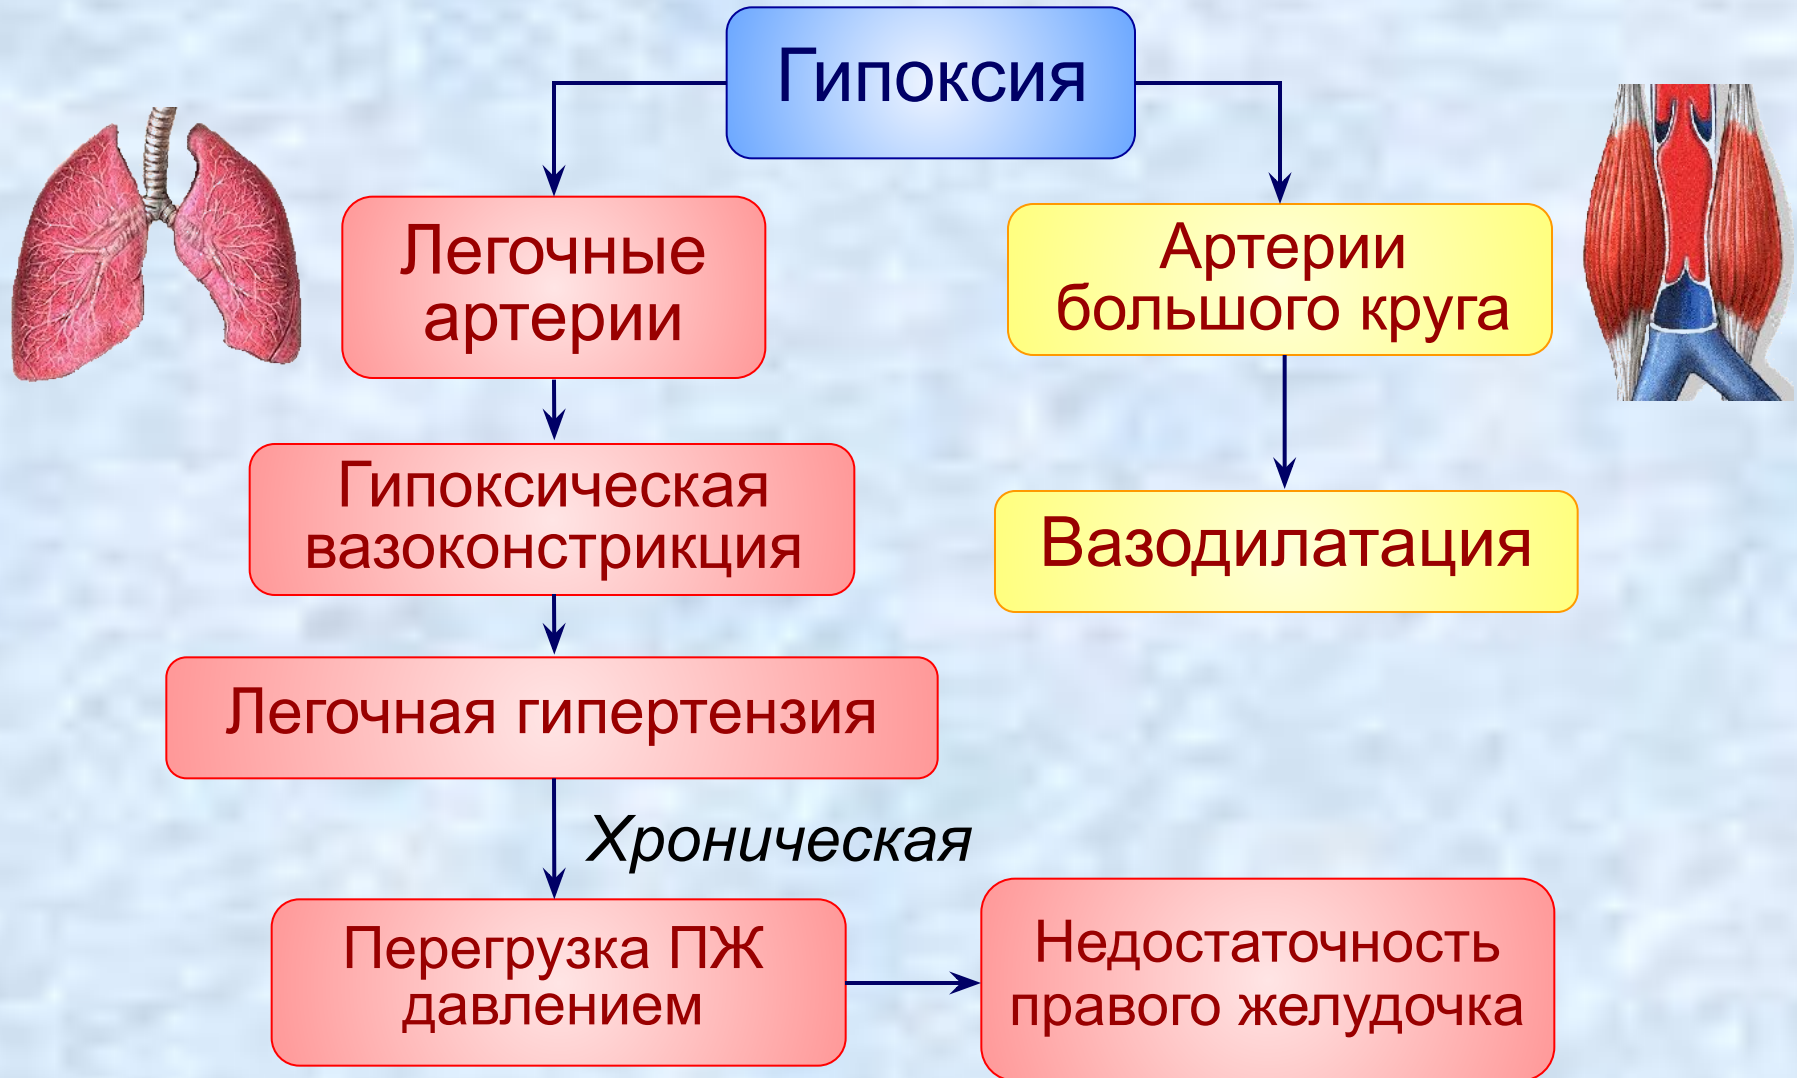 Гипоксия
Легочные
артерии
Артерии
большого круга
Гипоксическая
вазоконстрикция
Вазодилатация
Легочная гипертензия
Хроническая
Перегрузка ПЖ
давлением
Недостаточность
правого желудочка